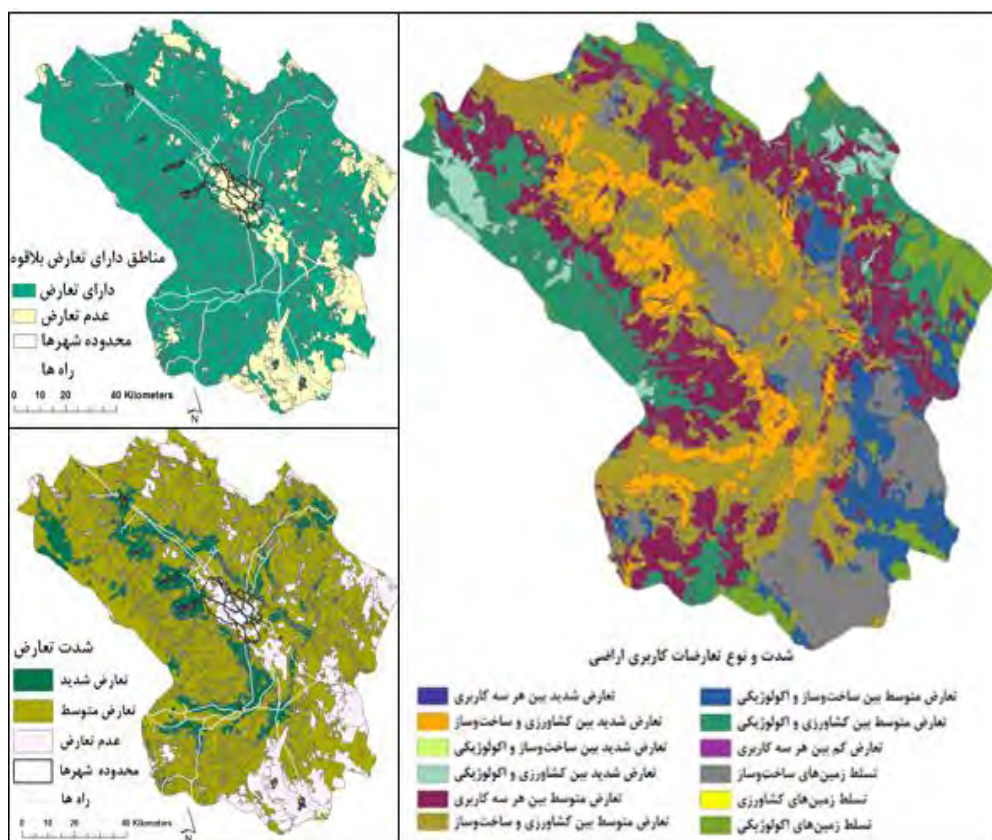 مناطق دارای تعارض بلاقوه
دارای تعارض
عدم تعارض
محدوده شهرها
راه ها
0 10 20 40 Kilometers
N
شدت تعارض
تعارض شدید
تعارض متوسط
عدم تعارض
محدوده شهرها
راه ها
0 10 20 40 Kilometers
N
شدت و نوع تعارضات کاربری اراضی
تعارض شدید بین هر سه کاربری
تعارض شدید بین کشاورزی و ساخت‌وساز
تعارض شدید بین ساخت‌وساز و اکولوژیکی
تعارض شدید بین کشاورزی و اکولوژیکی
تعارض متوسط بین هر سه کاربری
تعارض متوسط بین کشاورزی و ساخت‌وساز
تعارض متوسط بین ساخت‌وساز و اکولوژیکی
تعارض متوسط بین کشاورزی و اکولوژیکی
تعارض کم بین هر سه کاربری
تسلط زمین‌های ساخت‌وساز
تسلط زمین‌های کشاورزی
تسلط زمین‌های اکولوژیکی